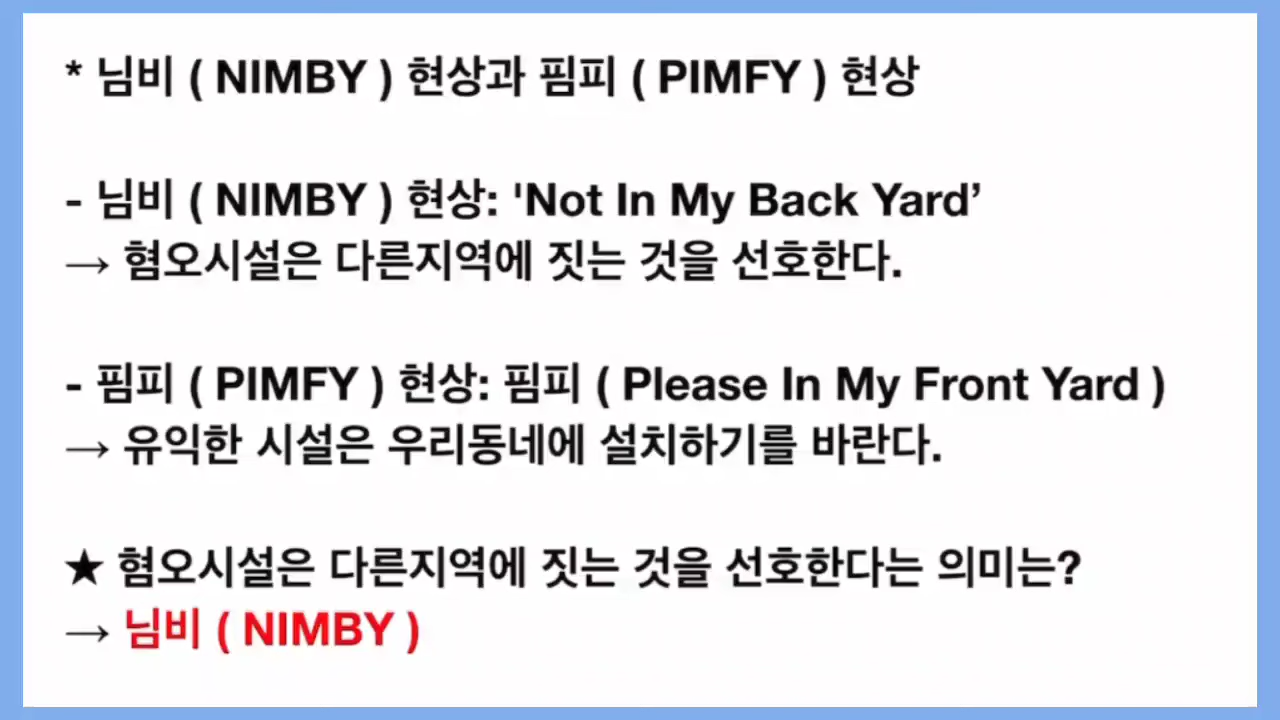 * 님비 ( NIMBY ) 현상과 핌피 ( PIMFY ) 현상
- 님비 ( NIMBY ) 현상: 'Not In My Back Yard’
→ 혐오시설은 다른지역에 짓는 것을 선호한다.
- 핌피 ( PIMFY ) 현상: 핌피 ( Please In My Front Yard )
→ 유익한 시설은 우리동네에 설치하기를 바란다.
★ 혐오시설은 다른지역에 짓는 것을 선호한다는 의미는?
→ 님비 ( NIMBY )